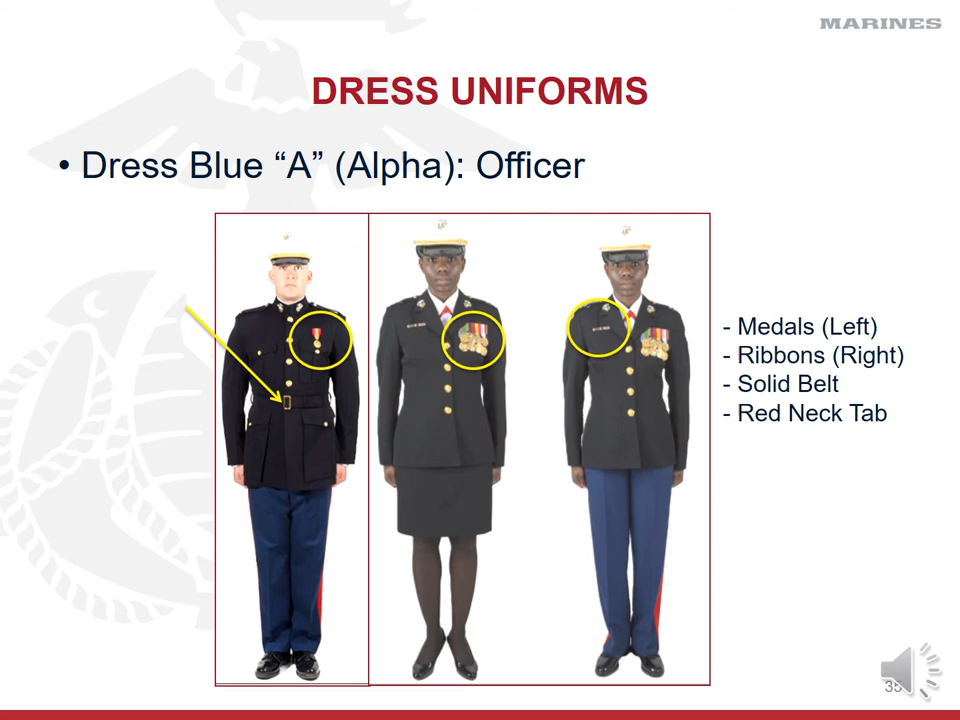 MARINES
DRESS UNIFORMS
• Dress Blue “A” (Alpha): Officer
- Medals (Left)
- Ribbons (Right)
- Solid Belt
- Red Neck Tab